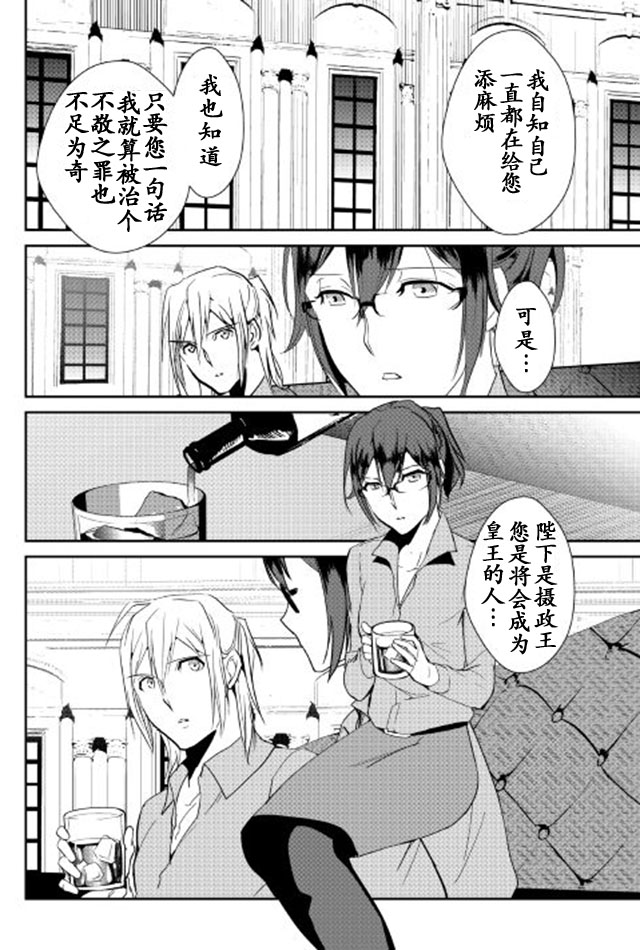 我自知自己
一直都在给您
添麻烦
我也知道
只要您一句话
我就算被治个
不敬之罪也
不足为奇
可是…
陛下是摄政王
您是将会成为
皇王的人…